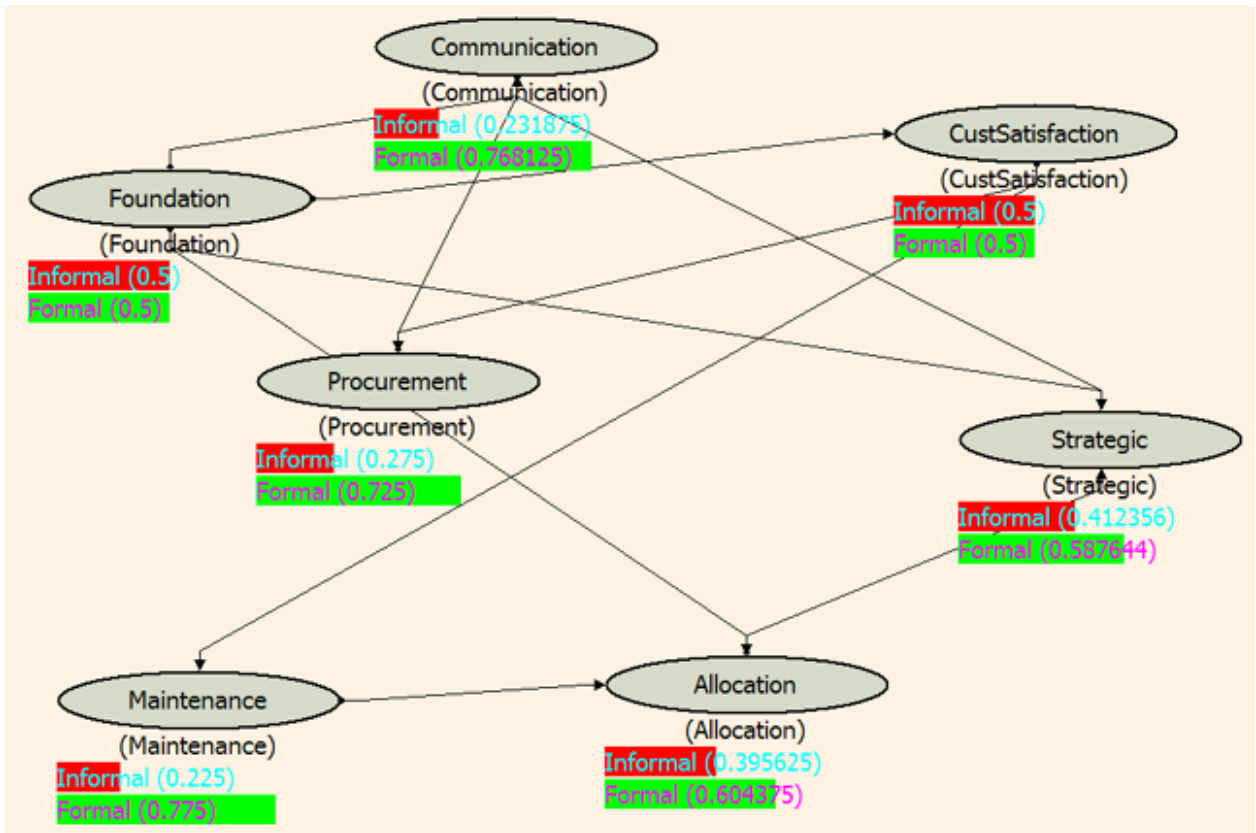 Communication
(Communication)
Informal (0.231875)
Formal (0.768125)
CustSatisfaction
(CustSatisfaction)
Informal (0.5)
Formal (0.5)
Foundation
(Foundation)
Informal (0.5)
Formal (0.5)
Procurement
(Procurement)
Informal (0.275)
Formal (0.725)
Strategic
(Strategic)
Informal (0.412356)
Formal (0.587644)
Maintenance
(Maintenance)
Informal (0.225)
Formal (0.775)
Allocation
(Allocation)
Informal (0.395625)
Formal (0.604375)